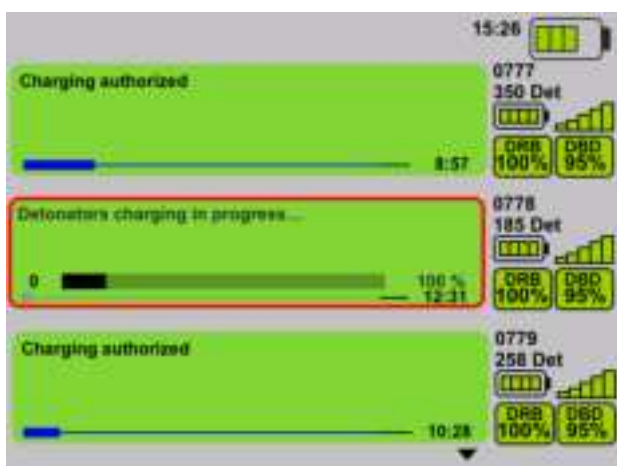 15:26
Charging authorized
8:57
0777
350 Det
DRB
100%
DBD
95%
Detonators charging in progress...
0
100 %
12:31
0778
185 Det
DRB
100%
DBD
95%
Charging authorized
10:28
0779
258 Det
DRB
100%
DBD
95%